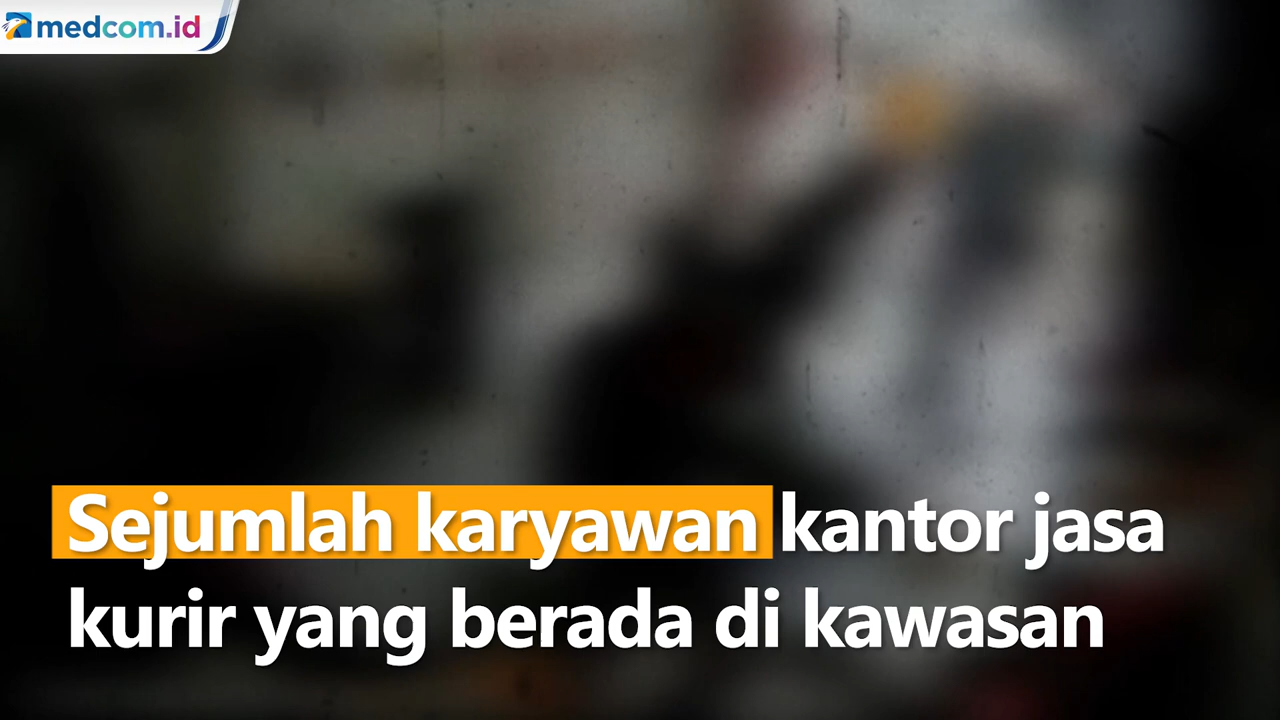 medcom.id
Sejumlah karyawan kantor jasa
kurir yang berada di kawasan